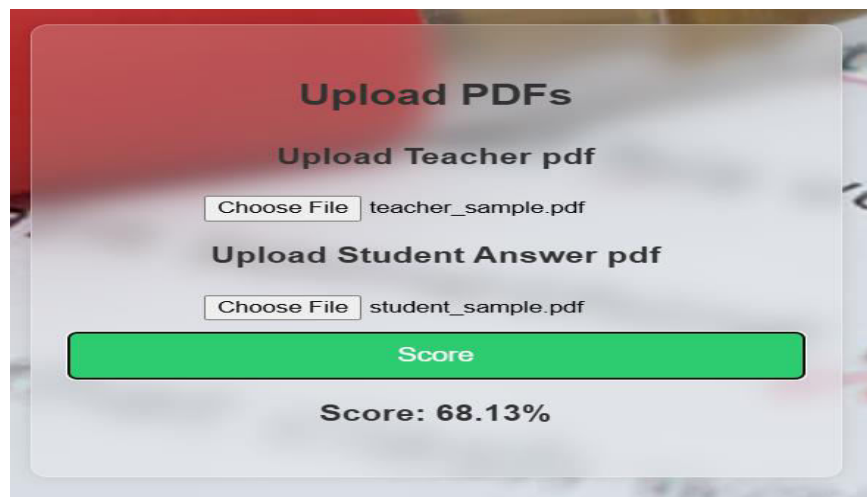 Upload PDFs
Upload Teacher pdf
Choose File teacher_sample.pdf
Upload Student Answer pdf
Choose File student_sample.pdf
Score
Score: 68.13%